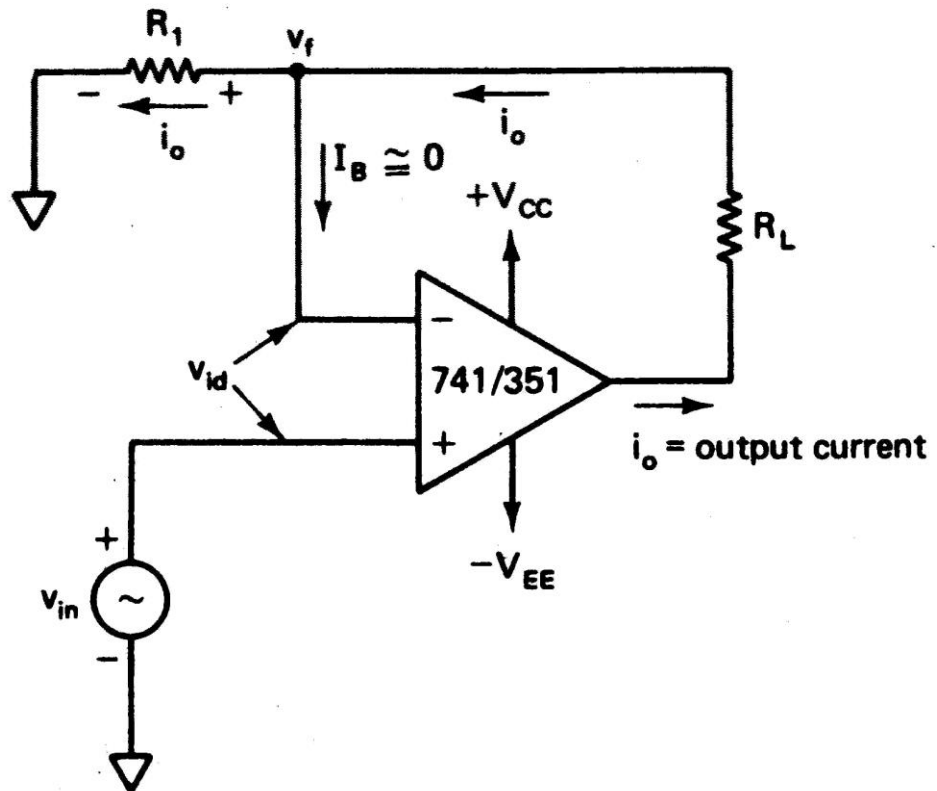 R₁
v_f
- +
i_o
i_o
I_B ≅ 0
+V_CC
R_L
-
v_id
741/351
+
i_o = output current
+
-V_EE
v_in
~
-